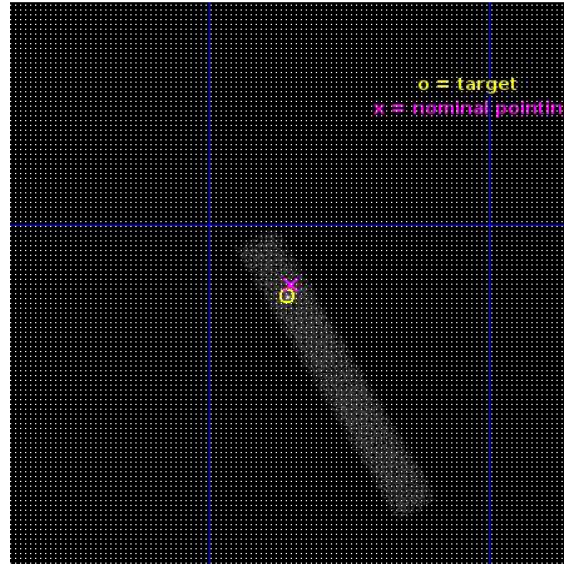 o = target
x = nominal pointin